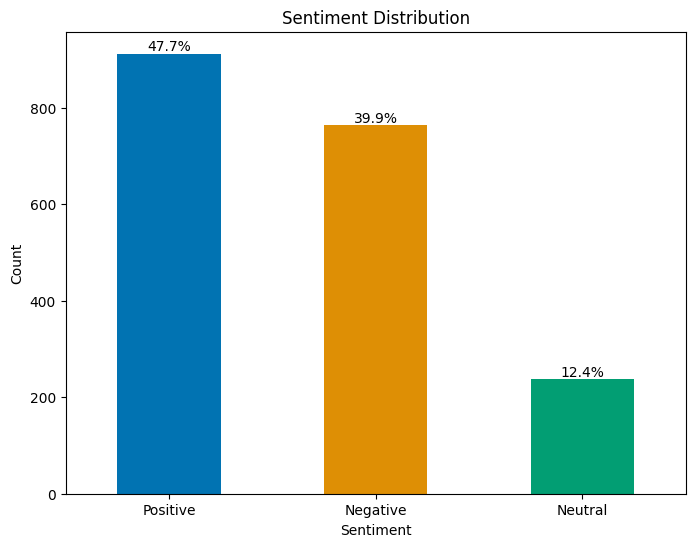 Sentiment Distribution
47.7%
39.9%
12.4%
800
600
400
200
0
Count
Positive Negative Neutral
Sentiment